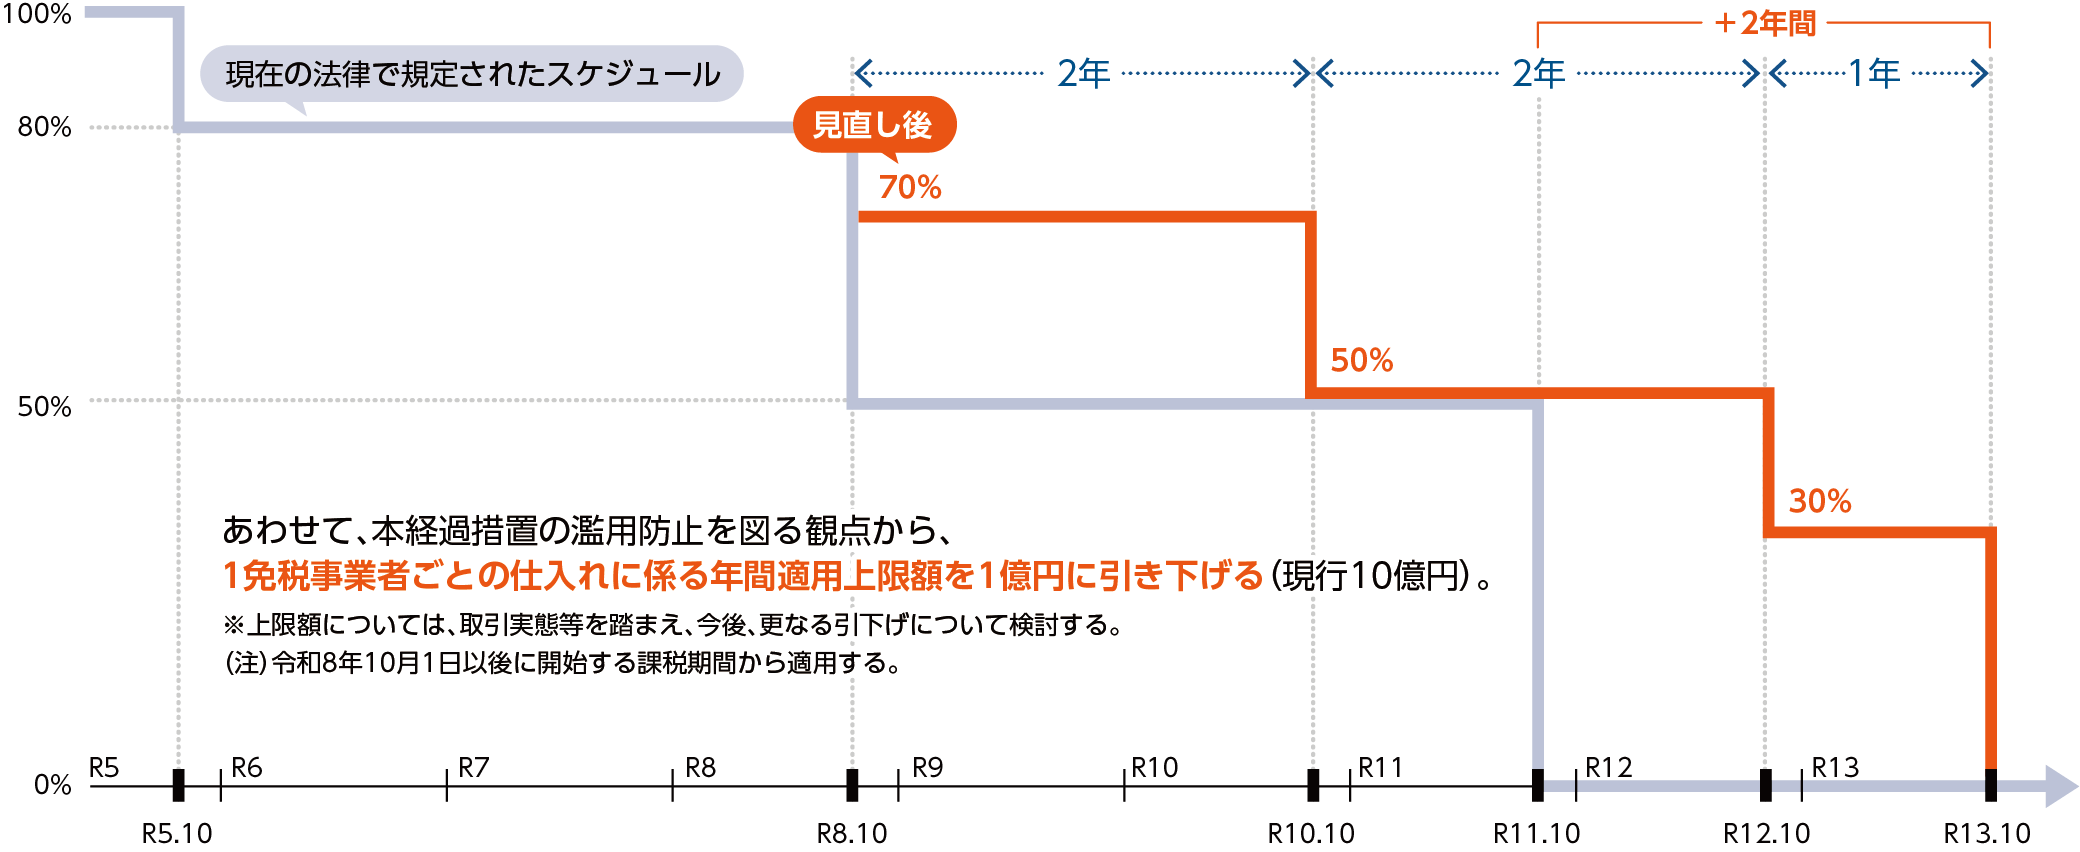 100%
＋2年間
現在の法律で規定されたスケジュール
2年
2年
1年
80%
見直し後
70%
50%
50%
30%
あわせて、本経過措置の濫用防止を図る観点から、
1免税事業者ごとの仕入れに係る年間適用上限額を1億円に引き下げる（現行10億円）。
※上限額については、取引実態等を踏まえ、今後、更なる引下げについて検討する。
（注）令和8年10月1日以後に開始する課税期間から適用する。
0%
R5 R6 R7 R8 R9 R10 R11 R12 R13
R5.10 R8.10 R10.10 R11.10 R12.10 R13.10